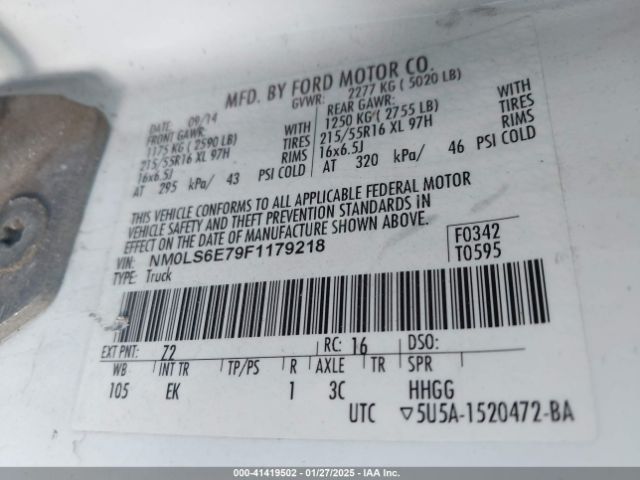 MFD. BY FORD MOTOR CO.
DATE: 09/14 GVWR: 2277 KG ( 5020 LB)
FRONT GAWR: REAR GAWR:
1175 KG ( 2590 LB) WITH 1250 KG ( 2755 LB) WITH
215/55R16 XL 97H TIRES 215/55R16 XL 97H TIRES
16x6.5J RIMS 16x6.5J RIMS
AT 295 kPa/ 43 PSI COLD AT 320 kPa/ 46 PSI COLD
THIS VEHICLE CONFORMS TO ALL APPLICABLE FEDERAL MOTOR
VEHICLE SAFETY AND THEFT PREVENTION STANDARDS IN
EFFECT ON THE DATE OF MANUFACTURE SHOWN ABOVE.
VIN: NM0LS6E79F1179218 F0342
TYPE: Truck T0595
EXT PNT: Z2 RC: 16 DSO:
WB INT TR TP/PS R AXLE TR SPR
105 EK 1 3C HHGG
UTC ▽5U5A-1520472-BA
000-41419502 - 01/27/2025 - IAA Inc.